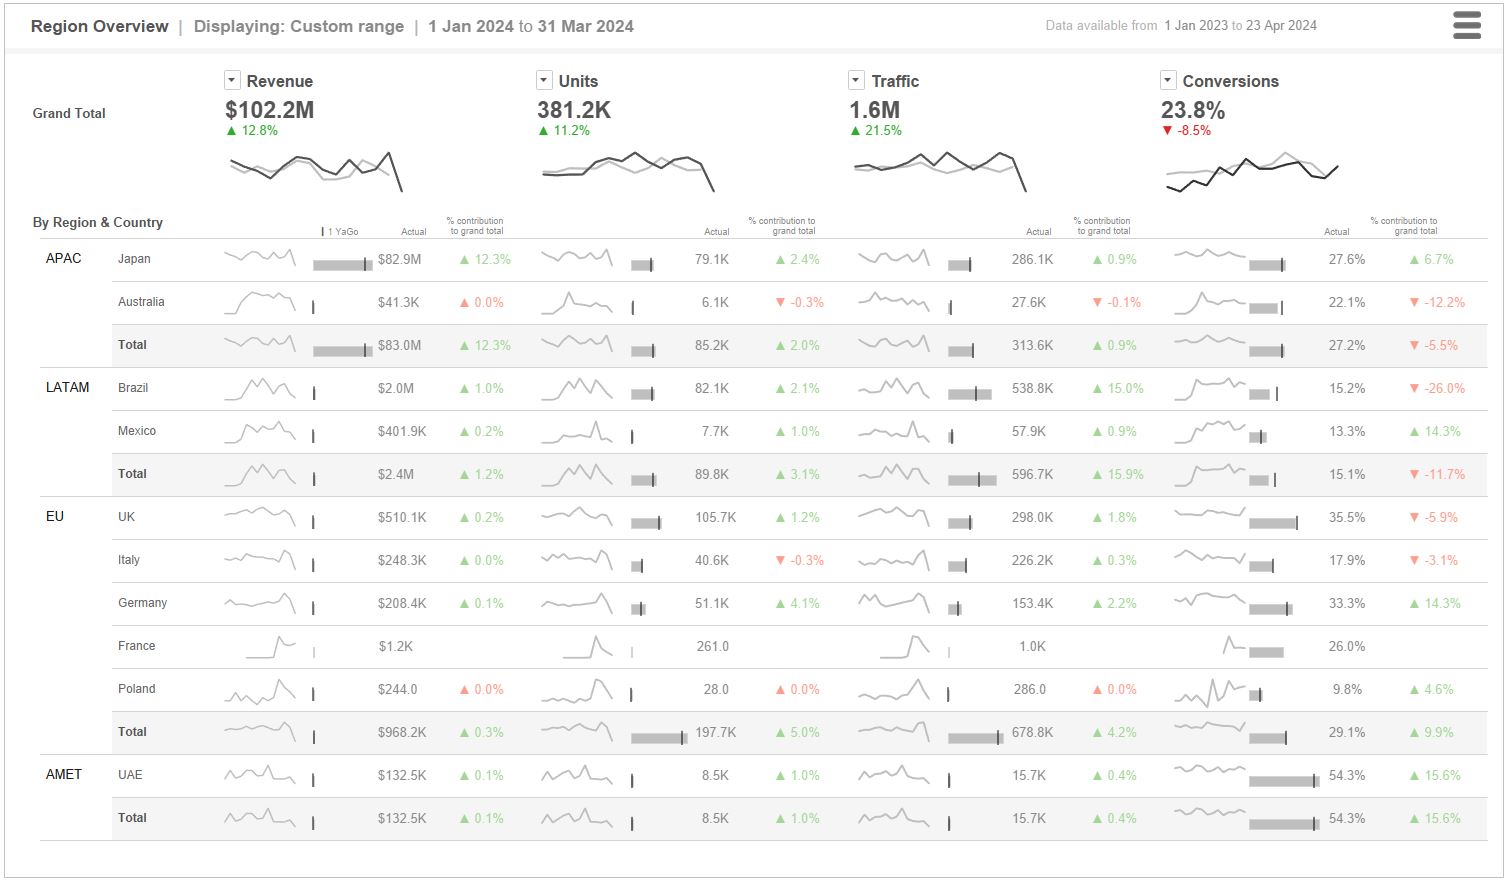 Region Overview | Displaying: Custom range | 1 Jan 2024 to 31 Mar 2024 Data available from 1 Jan 2023 to 23 Apr 2024
Revenue Units Traffic Conversions
Grand Total $102.2M 381.2K 1.6M 23.8%
▲ 12.8% ▲ 11.2% ▲ 21.5% ▼ -8.5%
By Region & Country
1 YaGo Actual % contribution to grand total Actual % contribution to grand total Actual % contribution to grand total Actual % contribution to grand total
APAC Japan $82.9M ▲ 12.3% 79.1K ▲ 2.4% 286.1K ▲ 0.9% 27.6% ▲ 6.7%
Australia $41.3K ▲ 0.0% 6.1K ▼ -0.3% 27.6K ▼ -0.1% 22.1% ▼ -12.2%
Total $83.0M ▲ 12.3% 85.2K ▲ 2.0% 313.6K ▲ 0.9% 27.2% ▼ -5.5%
LATAM Brazil $2.0M ▲ 1.0% 82.1K ▲ 2.1% 538.8K ▲ 15.0% 15.2% ▼ -26.0%
Mexico $401.9K ▲ 0.2% 7.7K ▲ 1.0% 57.9K ▲ 0.9% 13.3% ▲ 14.3%
Total $2.4M ▲ 1.2% 89.8K ▲ 3.1% 596.7K ▲ 15.9% 15.1% ▼ -11.7%
EU UK $510.1K ▲ 0.2% 105.7K ▲ 1.2% 298.0K ▲ 1.8% 35.5% ▼ -5.9%
Italy $248.3K ▲ 0.0% 40.6K ▼ -0.3% 226.2K ▲ 0.3% 17.9% ▼ -3.1%
Germany $208.4K ▲ 0.1% 51.1K ▲ 4.1% 153.4K ▲ 2.2% 33.3% ▲ 14.3%
France $1.2K 261.0 1.0K 26.0%
Poland $244.0 ▲ 0.0% 28.0 ▲ 0.0% 286.0 ▲ 0.0% 9.8% ▲ 4.6%
Total $968.2K ▲ 0.3% 197.7K ▲ 5.0% 678.8K ▲ 4.2% 29.1% ▲ 9.9%
AMET UAE $132.5K ▲ 0.1% 8.5K ▲ 1.0% 15.7K ▲ 0.4% 54.3% ▲ 15.6%
Total $132.5K ▲ 0.1% 8.5K ▲ 1.0% 15.7K ▲ 0.4% 54.3% ▲ 15.6%